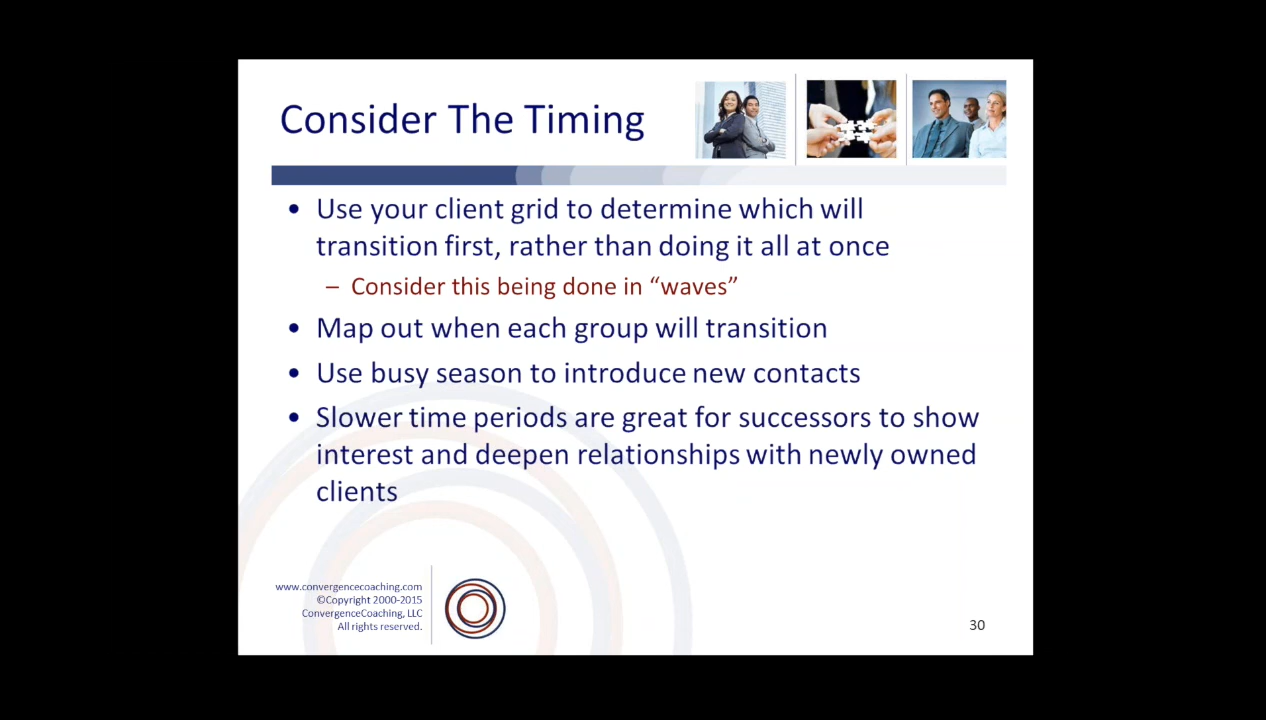 Consider The Timing
• Use your client grid to determine which will
transition first, rather than doing it all at once
– Consider this being done in “waves”
• Map out when each group will transition
• Use busy season to introduce new contacts
• Slower time periods are great for successors to show
interest and deepen relationships with newly owned
clients
www.convergencecoaching.com
©Copyright 2000-2015
ConvergenceCoaching, LLC
All rights reserved.
30